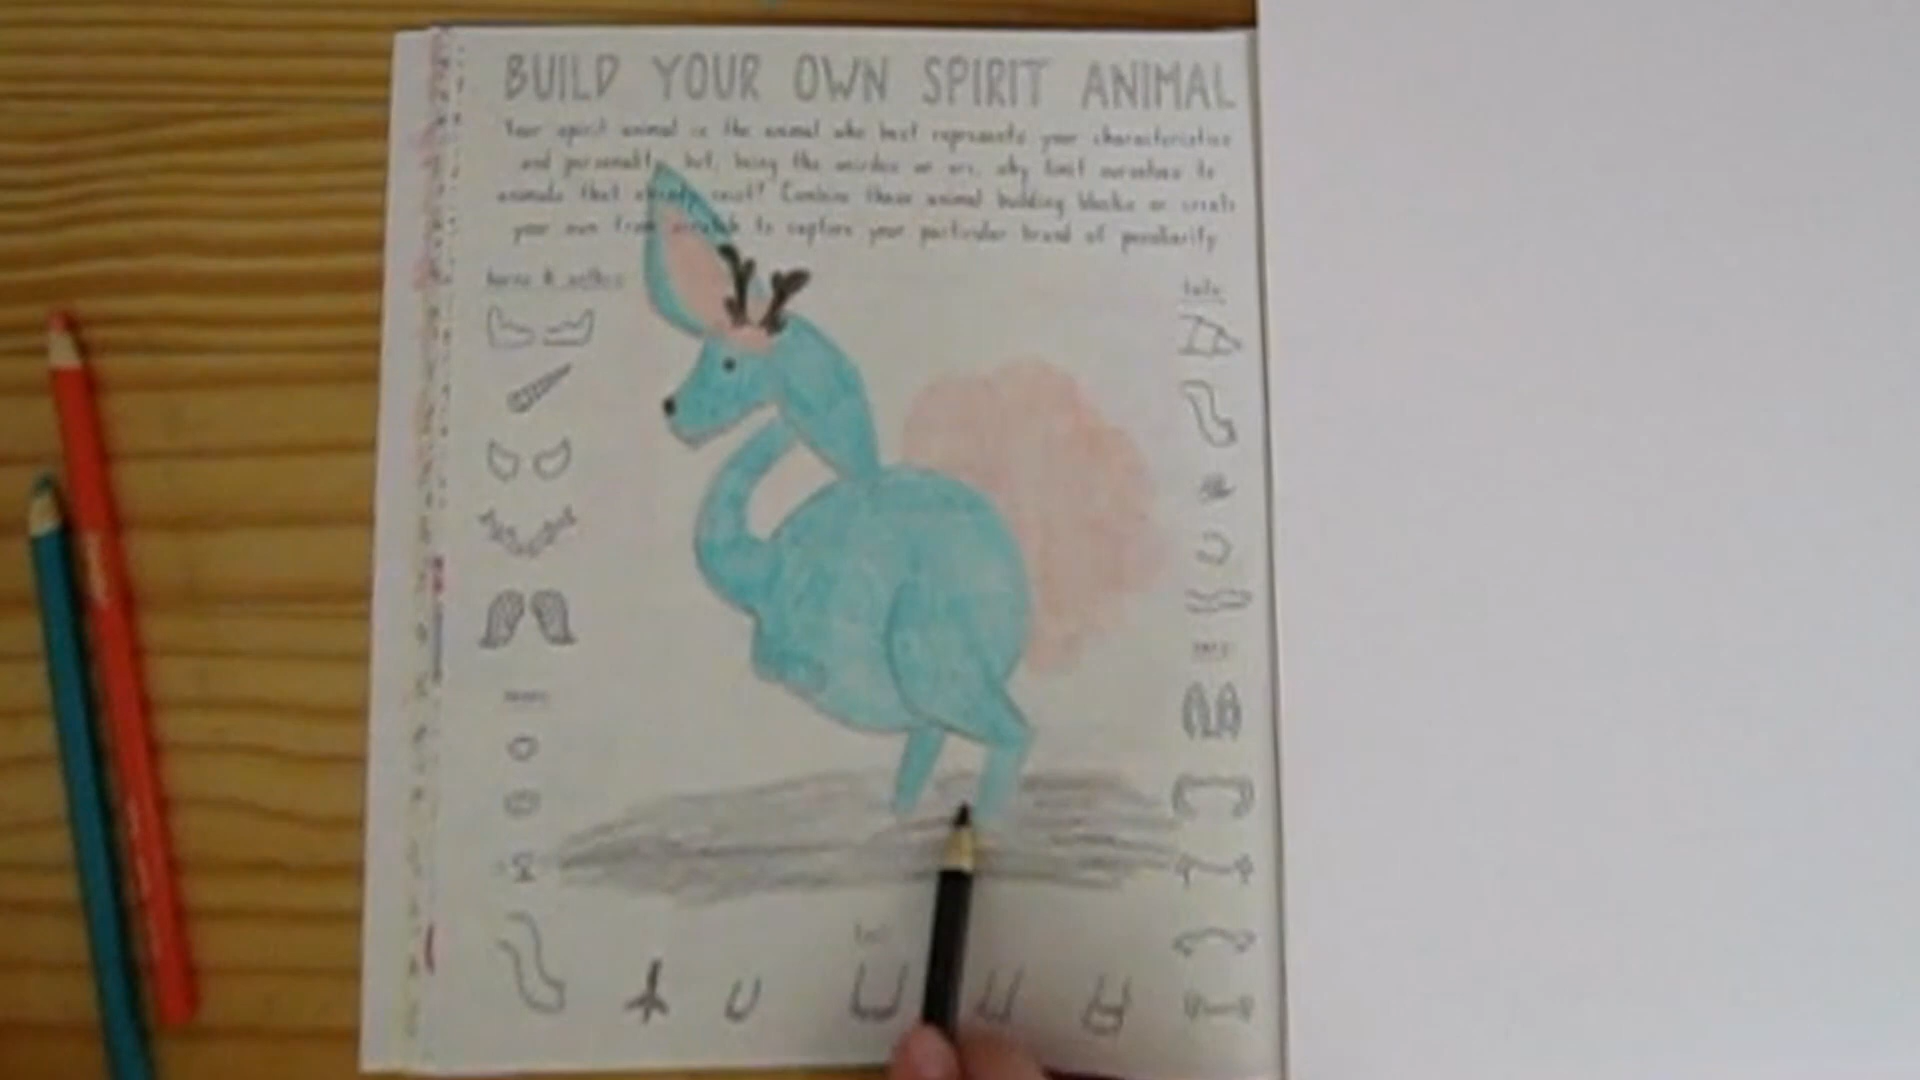 BUILD YOUR OWN SPIRIT ANIMAL
Your spirit animal is the animal who best represents your characteristics
and personality, but, being the weirdos we are, why limit ourselves to
animals that already exist? Combine these animal building blocks or create
your own from scratch to capture your particular brand of peculiarity
horns & antlers
tails
ears